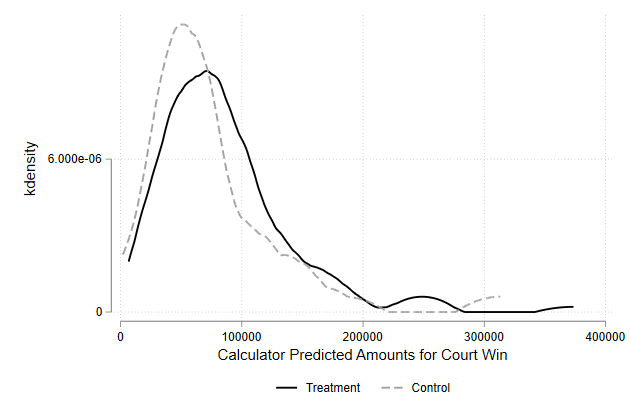 kdensity
6.000e-06
0
0 100000 200000 300000 400000
Calculator Predicted Amounts for Court Win
Treatment Control